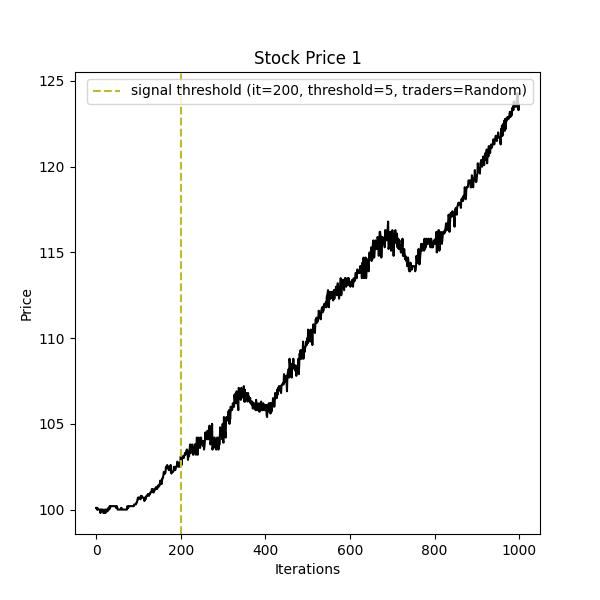 Stock Price 1
signal threshold (it=200, threshold=5, traders=Random)
125
120
115
110
105
100
Price
0 200 400 600 800 1000
Iterations